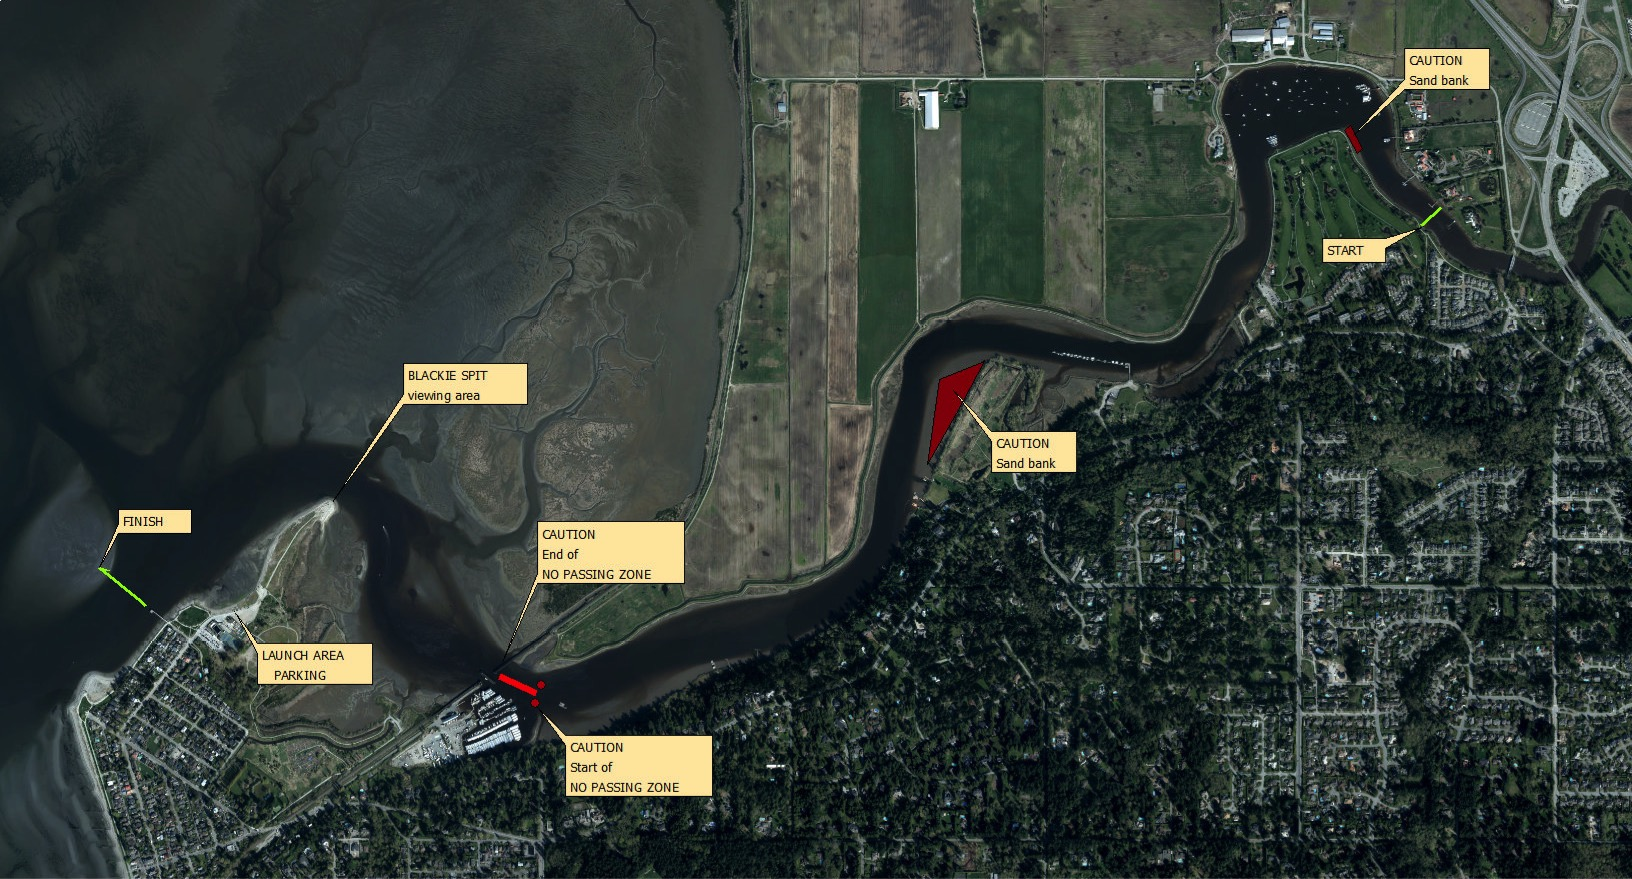 CAUTION
Sand bank
START
BLACKIE SPIT
viewing area
CAUTION
Sand bank
FINISH
CAUTION
End of
NO PASSING ZONE
LAUNCH AREA
PARKING
CAUTION
Start of
NO PASSING ZONE